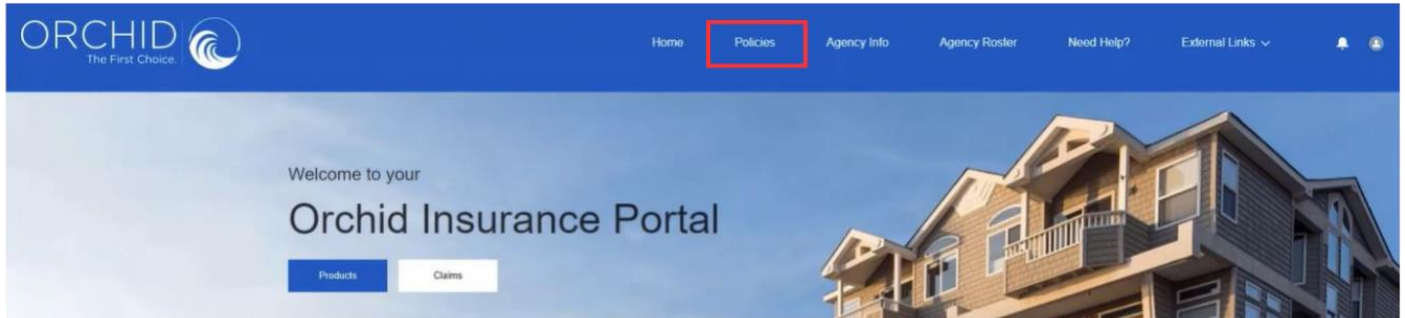 ORCHID
The First Choice.
Home Policies Agency Info Agency Roster Need Help? External Links
Welcome to your
Orchid Insurance Portal
Products Claims